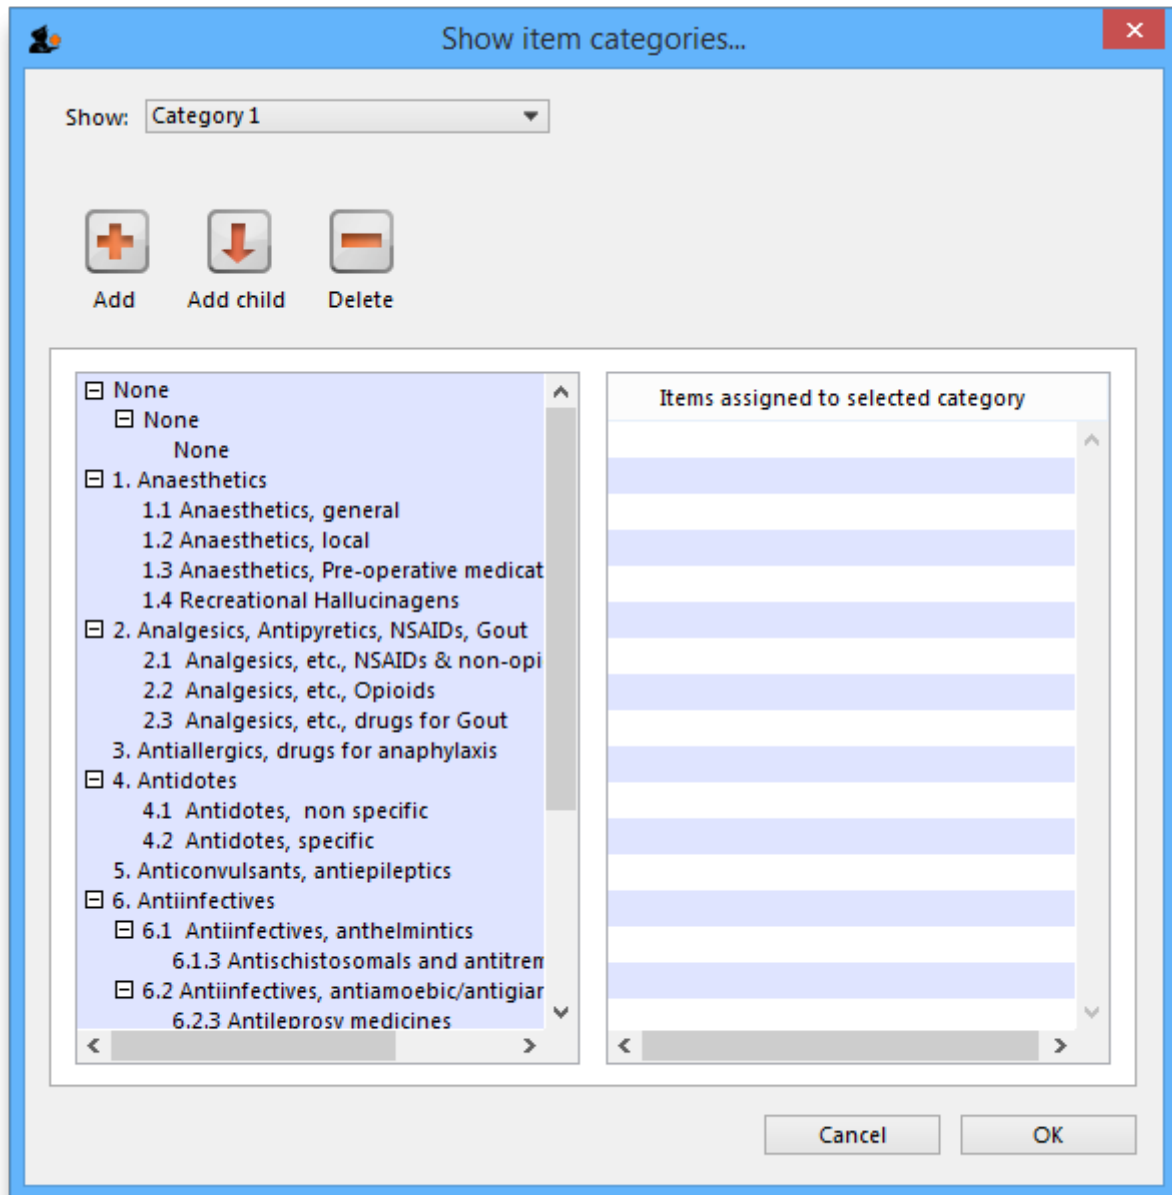 Show item categories...
Show: Category 1
Add Add child Delete
None
None
None
1. Anaesthetics
1.1 Anaesthetics, general
1.2 Anaesthetics, local
1.3 Anaesthetics, Pre-operative medicat
1.4 Recreational Hallucinagens
2. Analgesics, Antipyretics, NSAIDs, Gout
2.1 Analgesics, etc., NSAIDs & non-opi
2.2 Analgesics, etc., Opioids
2.3 Analgesics, etc., drugs for Gout
3. Antiallergics, drugs for anaphylaxis
4. Antidotes
4.1 Antidotes, non specific
4.2 Antidotes, specific
5. Anticonvulsants, antiepileptics
6. Antiinfectives
6.1 Antiinfectives, anthelmintics
6.1.3 Antischistosomals and antitrem
6.2 Antiinfectives, antiamoebic/antigiar
6.2.3 Antileprosy medicines
Items assigned to selected category
Cancel OK